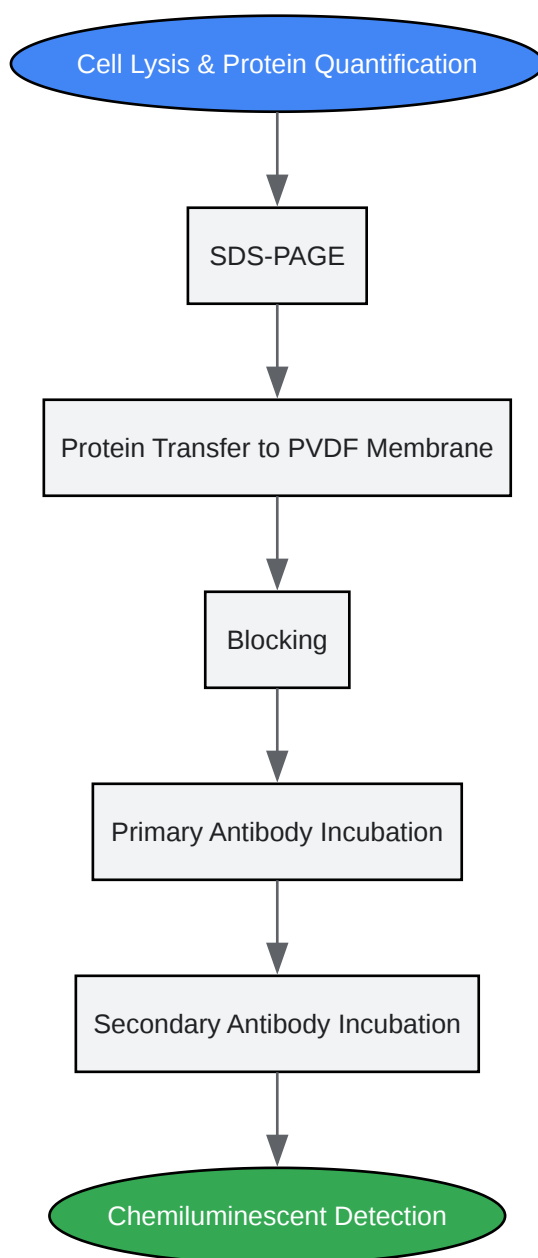 Cell Lysis & Protein Quantification
SDS-PAGE
Protein Transfer to PVDF Membrane
Blocking
Primary Antibody Incubation
Secondary Antibody Incubation
Chemiluminescent Detection